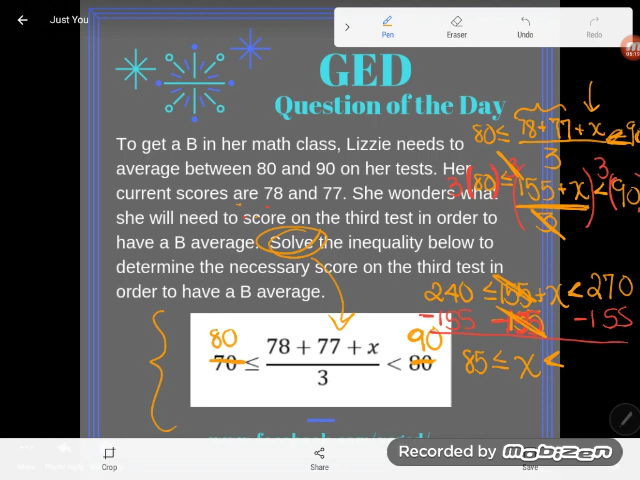 Just You
Pen
Eraser
Undo
Redo
GED
Question of the Day
To get a B in her math class, Lizzie needs to
average between 80 and 90 on her tests. Her
current scores are 78 and 77. She wonders what
she will need to score on the third test in order to
have a B average. Solve the inequality below to
determine the necessary score on the third test in
order to have a B average.
80 90
70 ≤ 78 + 77 + x / 3 < 80
80 ≤ 78 + 77 + x / 3 < 90
3(80) ≤ 3(155 + x / 3) < 3(90
240 ≤ 155 + x < 270
-155 -155 -155
85 ≤ x <
Crop
Share
Save
Recorded by mobizen